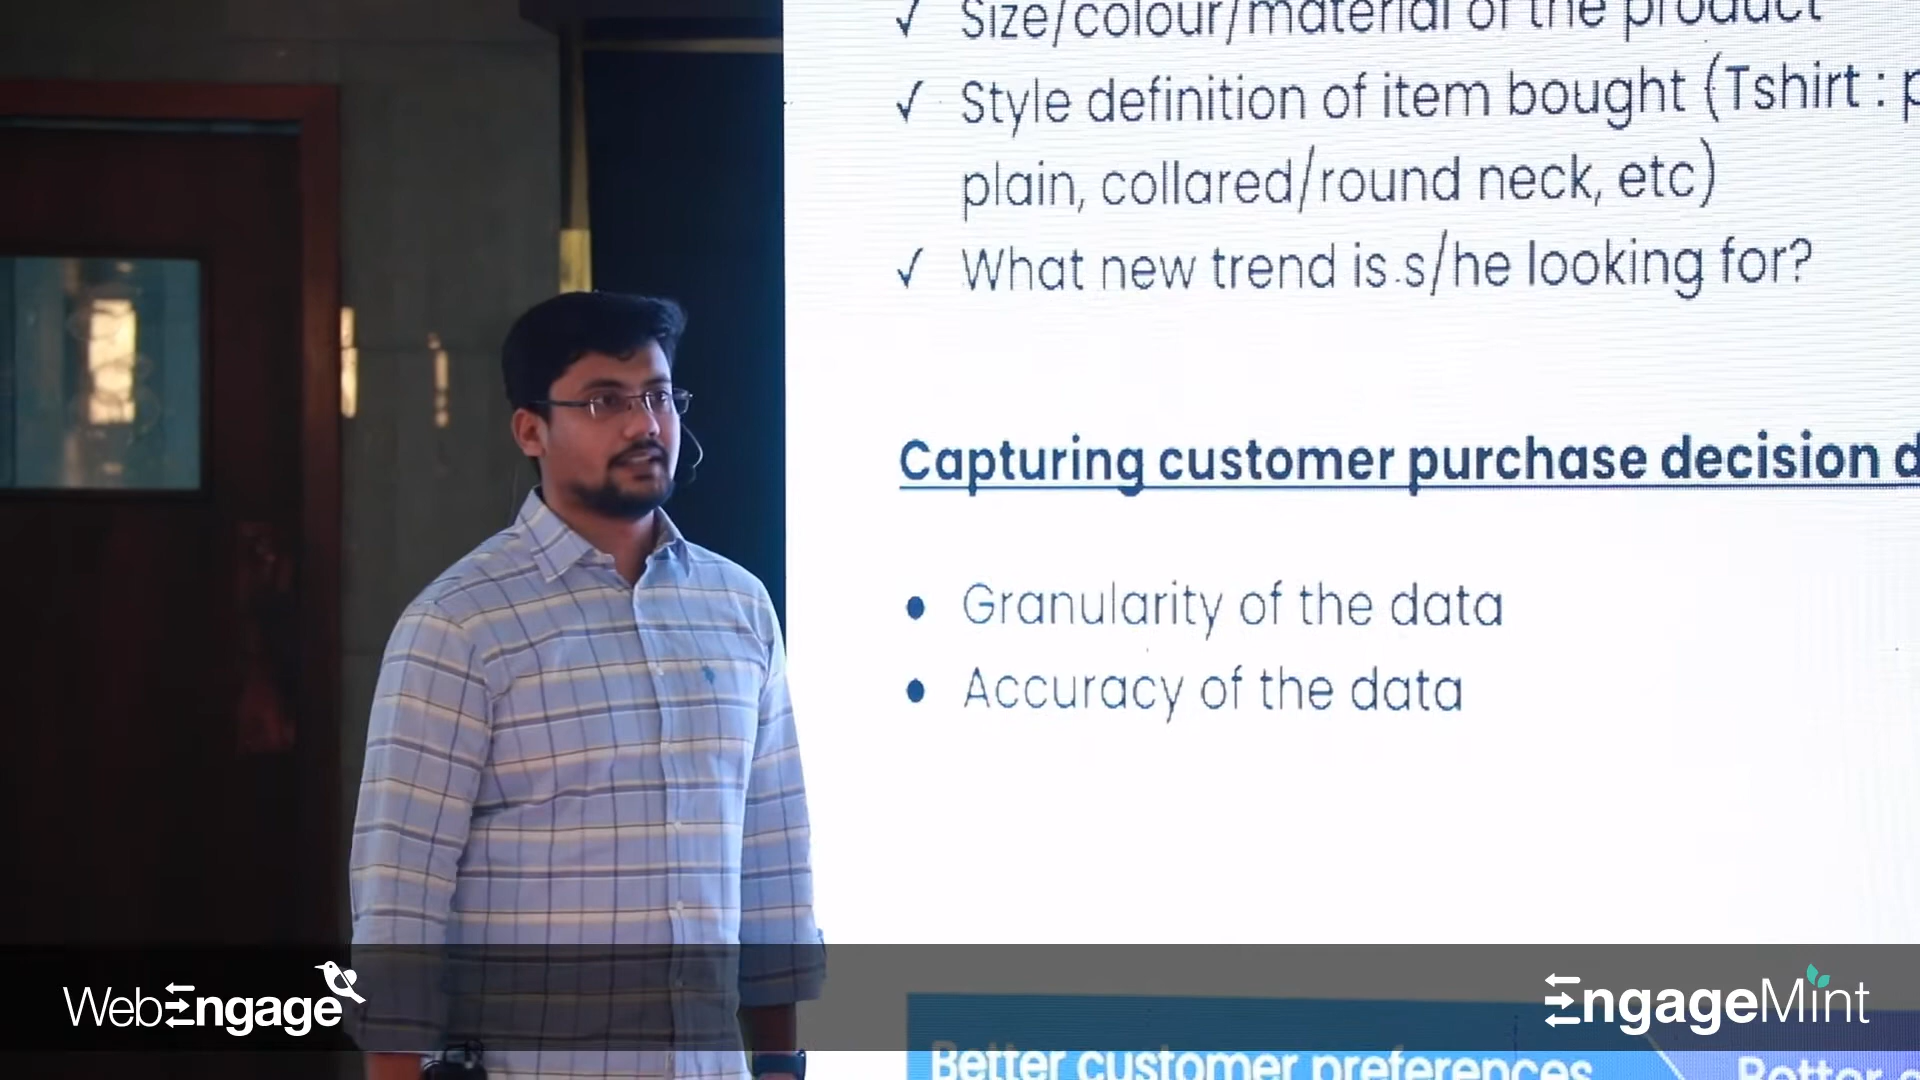 ✓ Size/colour/material of the product
✓ Style definition of item bought (Tshirt : p
plain, collared/round neck, etc)
✓ What new trend is s/he looking for?
Capturing customer purchase decision d
• Granularity of the data
• Accuracy of the data
WebEngage
EngageMint
Better customer preferences
Better